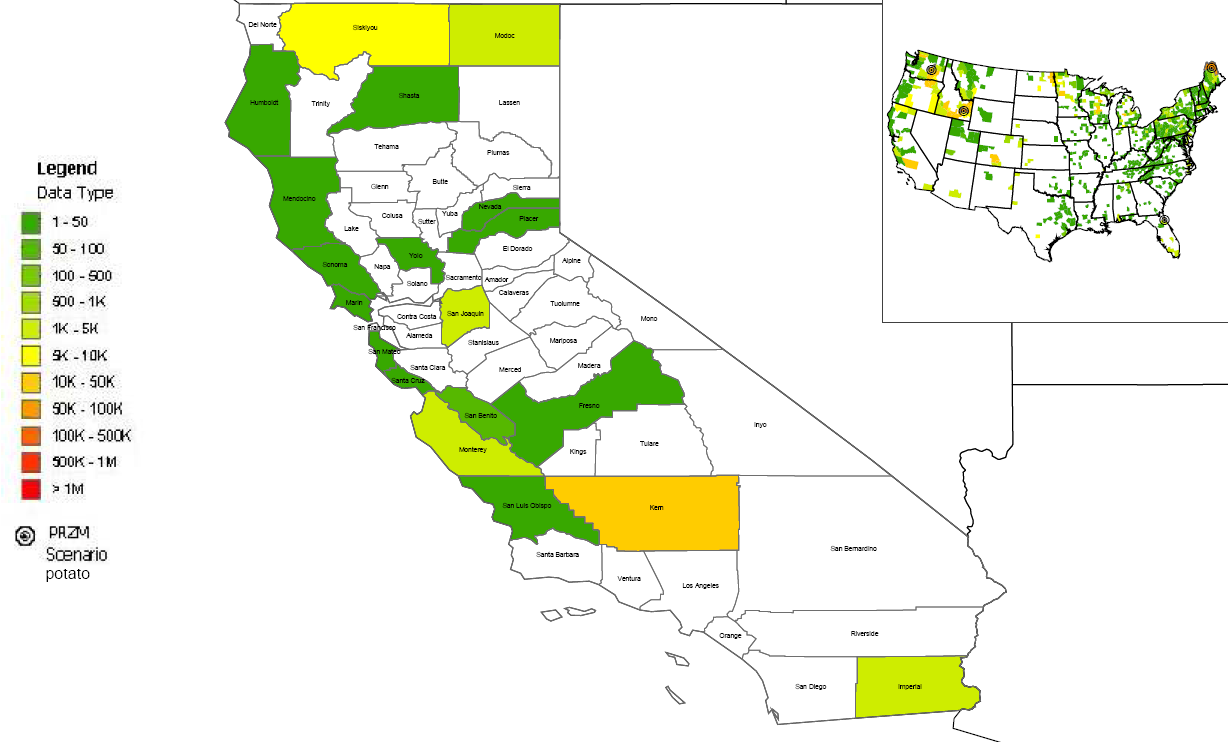 Legend
Data Type
1 - 50
50 - 100
100 - 500
500 - 1K
1K - 5K
5K - 10K
10K - 50K
50K - 100K
100K - 500K
500K - 1M
> 1M
PRZM
Scenario
potato
Del Norte
Siskiyou
Modoc
Humboldt
Trinity
Shasta
Lassen
Tehama
Plumas
Mendocino
Glenn
Butte
Sierra
Lake
Colusa
Sutter
Yuba
Nevada
Placer
Sonoma
Napa
Yolo
El Dorado
Solano
Sacramento
Amador
Alpine
Marin
Calaveras
Tuolumne
Contra Costa
San Joaquin
Mono
San Francisco
Alameda
Stanislaus
Mariposa
San Mateo
Santa Clara
Merced
Madera
Santa Cruz
San Benito
Fresno
Monterey
Kings
Tulare
Inyo
San Luis Obispo
Kern
Santa Barbara
San Bernardino
Ventura
Los Angeles
Orange
Riverside
San Diego
Imperial